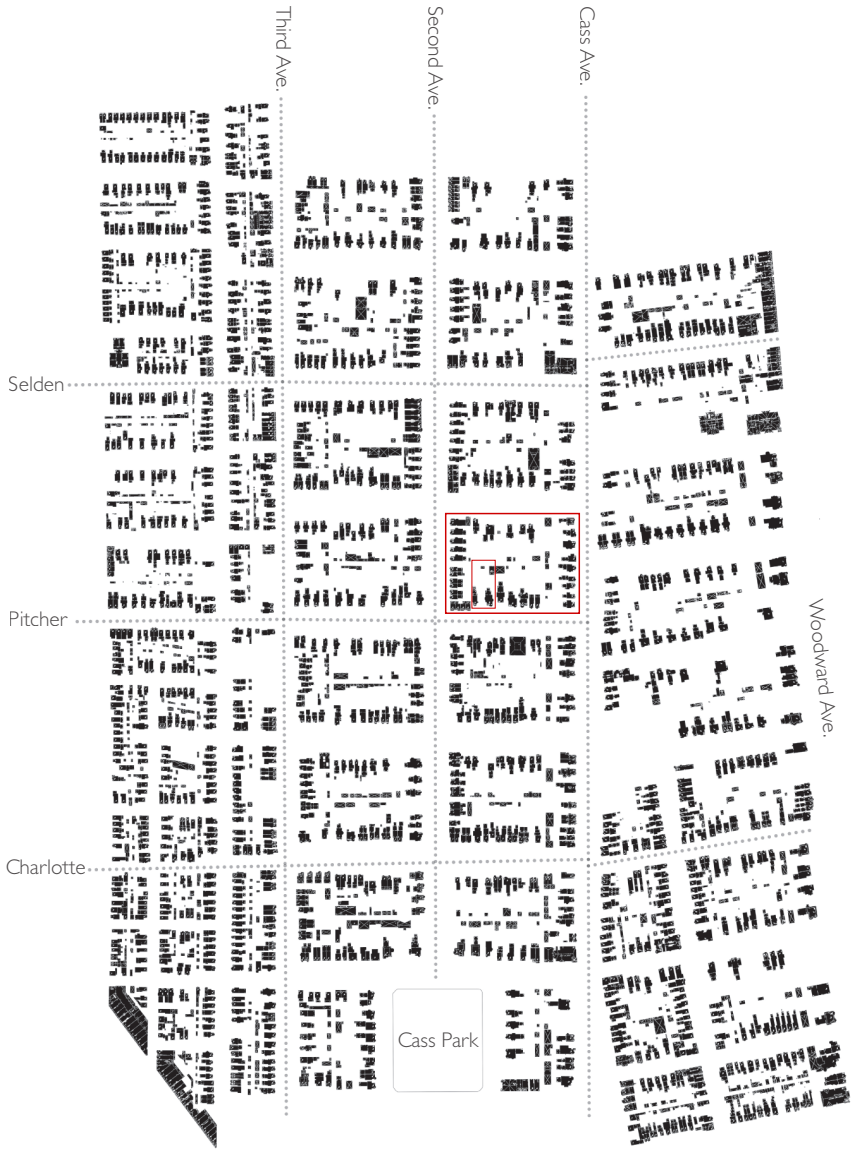 Third Ave.
Second Ave.
Cass Ave.
Selden
Pitcher
Woodward Ave.
Charlotte
Cass Park